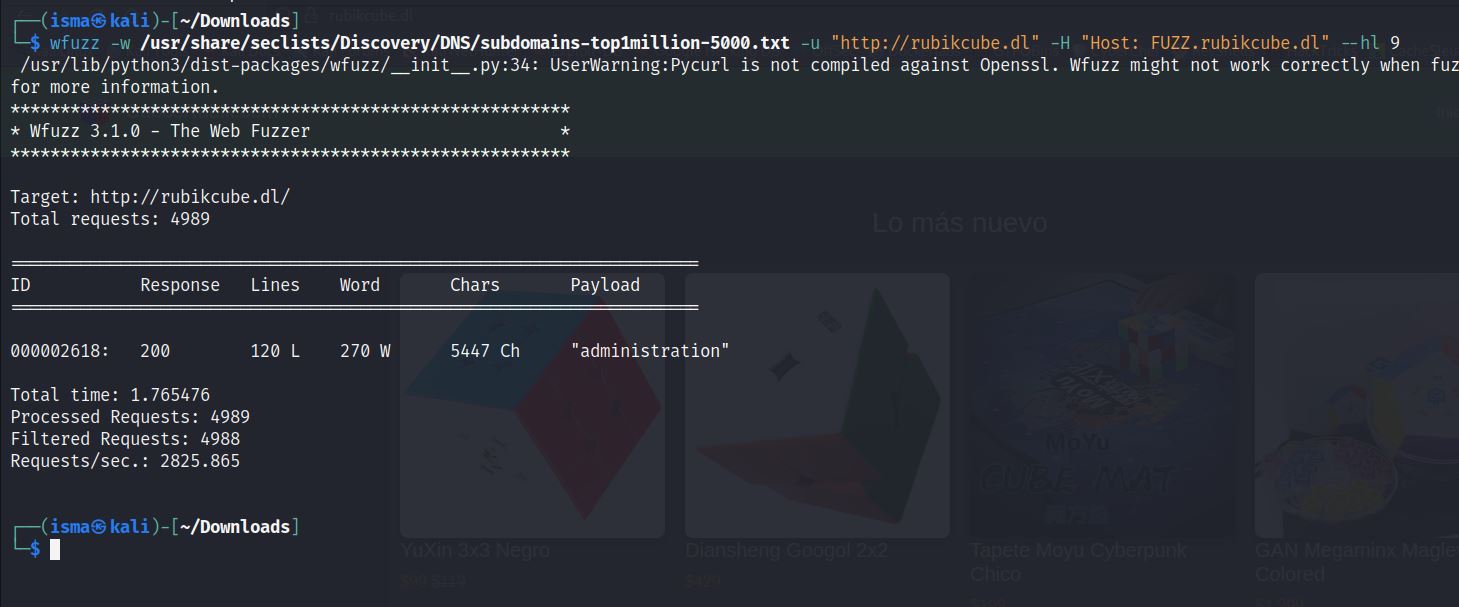 rubikcube.dl
┌──(isma㉿kali)-[~/Downloads]
└─$ wfuzz -w /usr/share/seclists/Discovery/DNS/subdomains-top1million-5000.txt -u "http://rubikcube.dl" -H "Host: FUZZ.rubikcube.dl" --hl 9
/usr/lib/python3/dist-packages/wfuzz/__init__.py:34: UserWarning:Pycurl is not compiled against Openssl. Wfuzz might not work correctly when fuz
for more information.
********************************************************
* Wfuzz 3.1.0 - The Web Fuzzer                         *
********************************************************
Target: http://rubikcube.dl/
Total requests: 4989
=====================================================================
ID           Response   Lines    Word       Chars       Payload
=====================================================================
000002618:   200        120 L    270 W      5447 Ch     "administration"
Total time: 1.765476
Processed Requests: 4989
Filtered Requests: 4988
Requests/sec.: 2825.865
┌──(isma㉿kali)-[~/Downloads]
└─$
Lo más nuevo
MoYu
CUBE MAT
YuXin 3x3 Negro
$99 $119
Diansheng Googol 2x2
$429
Tapete Moyu Cyberpunk
Chico
GAN Megaminx Magle
Colored